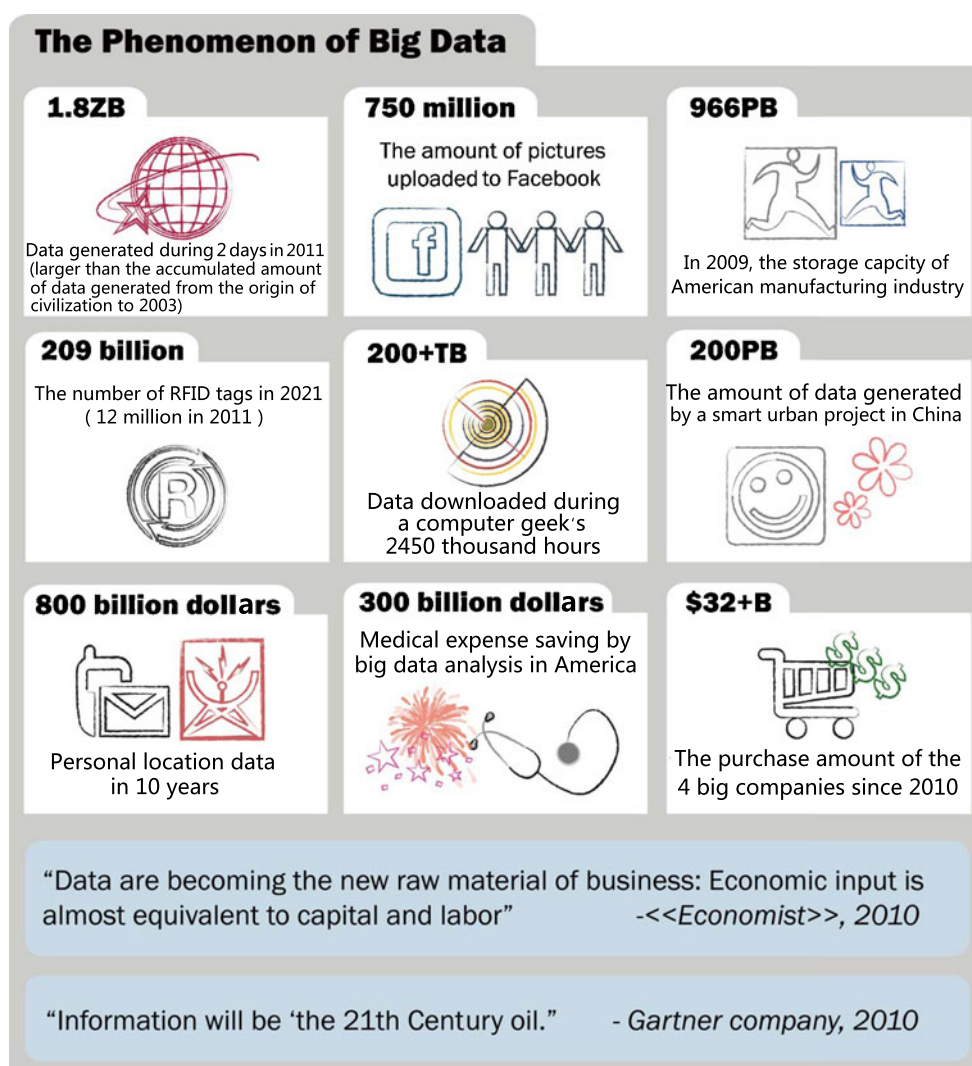 The Phenomenon of Big Data
1.8ZB
Data generated during 2 days in 2011
(larger than the accumulated amount
of data generated from the origin of
civilization to 2003)
750 million
The amount of pictures
uploaded to Facebook
f
966PB
In 2009, the storage capcity of
American manufacturing industry
209 billion
The number of RFID tags in 2021
( 12 million in 2011 )
R
200+TB
Data downloaded during
a computer geek's
2450 thousand hours
200PB
The amount of data generated
by a smart urban project in China
800 billion dollars
Personal location data
in 10 years
300 billion dollars
Medical expense saving by
big data analysis in America
$32+B
$$$
The purchase amount of the
4 big companies since 2010
“Data are becoming the new raw material of business: Economic input is
almost equivalent to capital and labor” -<<Economist>>, 2010
“Information will be ‘the 21th Century oil.” - Gartner company, 2010